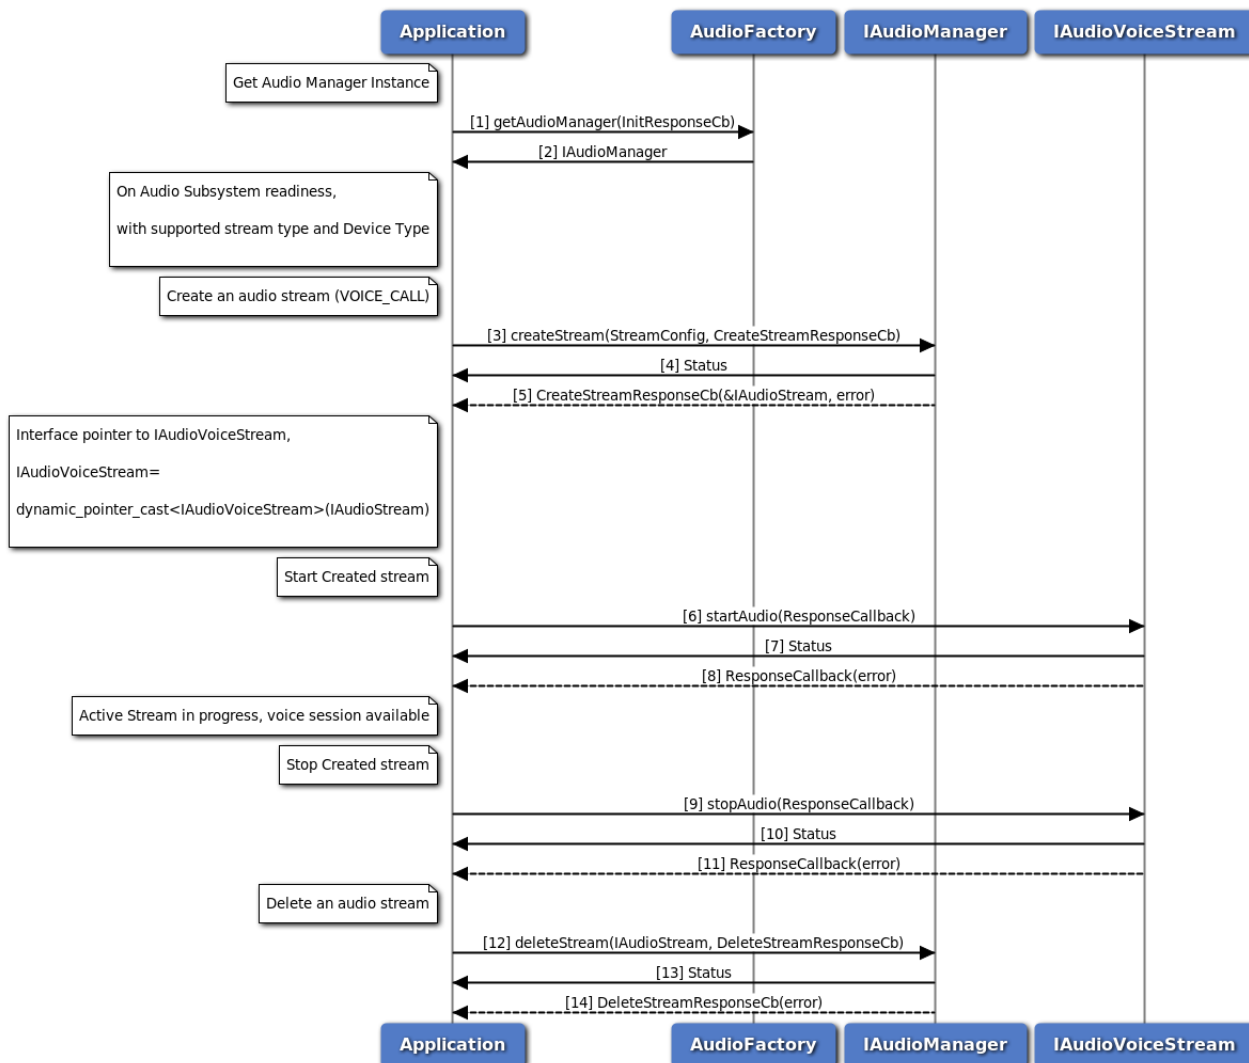 Application
AudioFactory
IAudioManager
IAudioVoiceStream
Get Audio Manager Instance
[1] getAudioManager(InitResponseCb)
[2] IAudioManager
On Audio Subsystem readiness,
with supported stream type and Device Type
Create an audio stream (VOICE_CALL)
[3] createStream(StreamConfig, CreateStreamResponseCb)
[4] Status
[5] CreateStreamResponseCb(&IAudioStream, error)
Interface pointer to IAudioVoiceStream,
IAudioVoiceStream=
dynamic_pointer_cast<IAudioVoiceStream>(IAudioStream)
Start Created stream
[6] startAudio(ResponseCallback)
[7] Status
[8] ResponseCallback(error)
Active Stream in progress, voice session available
Stop Created stream
[9] stopAudio(ResponseCallback)
[10] Status
[11] ResponseCallback(error)
Delete an audio stream
[12] deleteStream(IAudioStream, DeleteStreamResponseCb)
[13] Status
[14] DeleteStreamResponseCb(error)
Application
AudioFactory
IAudioManager
IAudioVoiceStream